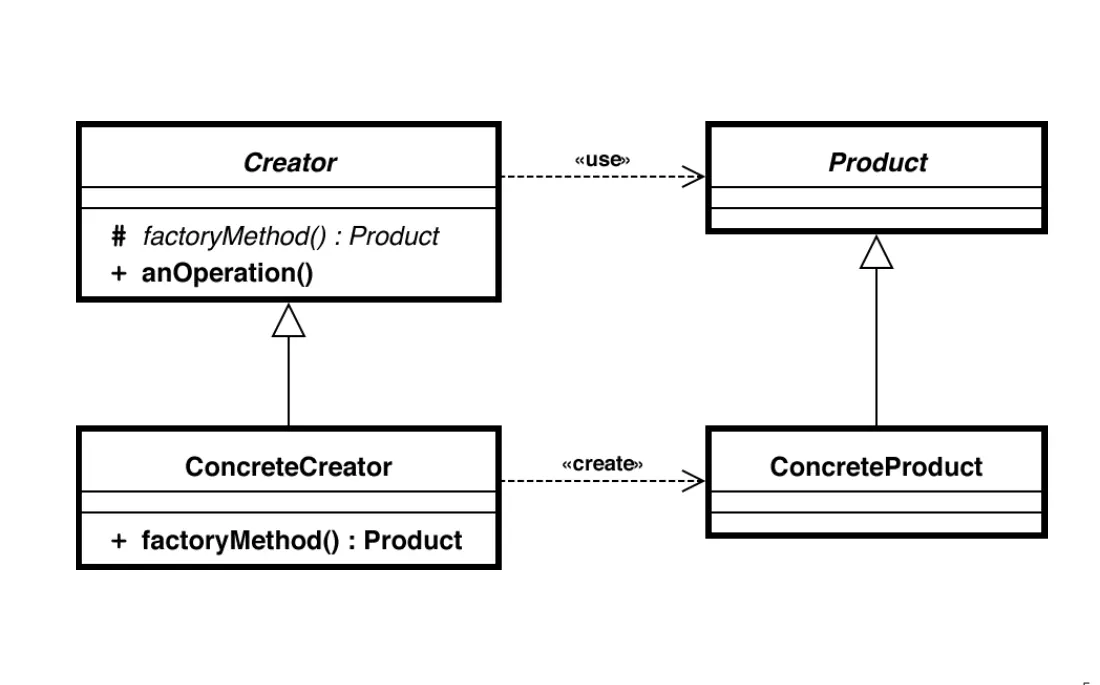 Creator
«use»
Product
# factoryMethod() : Product
+ anOperation()
ConcreteCreator
«create»
ConcreteProduct
+ factoryMethod() : Product